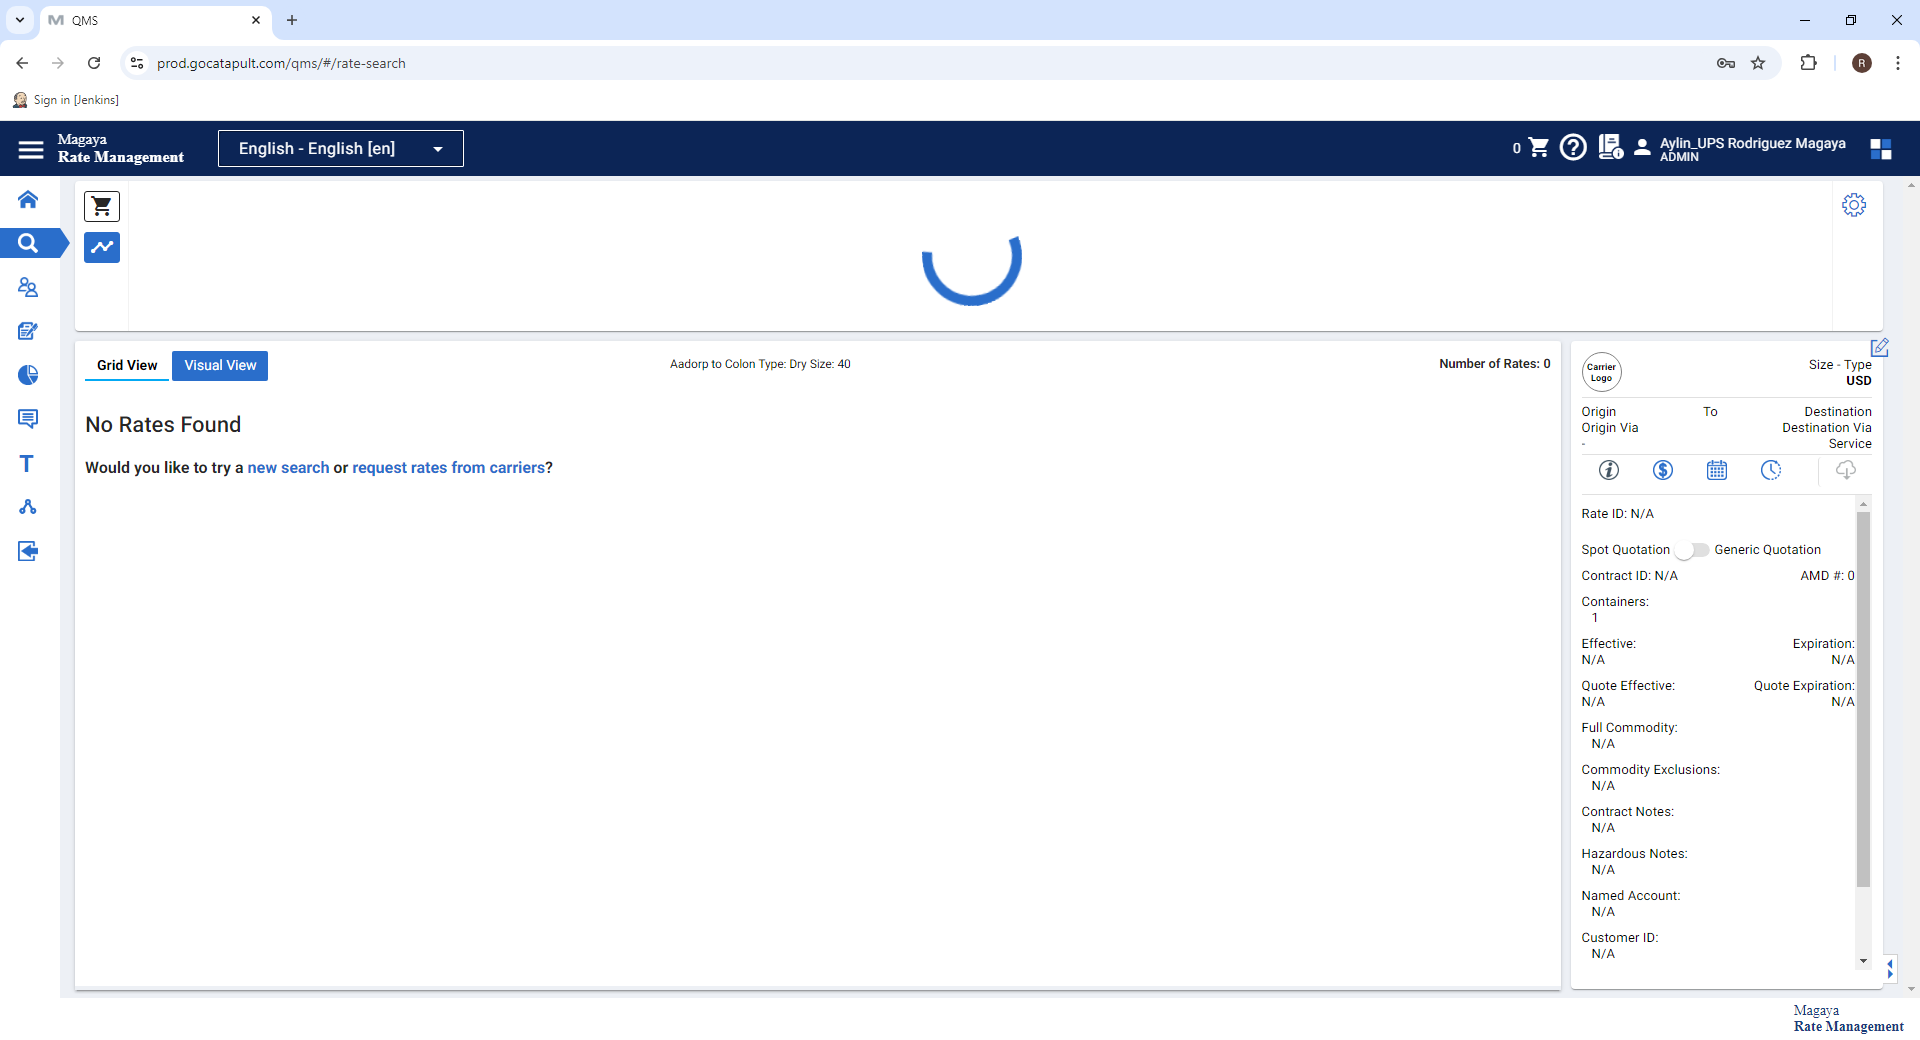 QMS
prod.gocatapult.com/qms/#/rate-search
R
Sign in [Jenkins]
Magaya
Rate Management
English - English [en]
0
Aylin_UPS Rodriguez Magaya
ADMIN
Grid View
Visual View
Aadorp to Colon Type: Dry Size: 40
Number of Rates: 0
No Rates Found
Would you like to try a new search or request rates from carriers?
Carrier
Logo
Size - Type
USD
Origin To Destination
Origin Via Destination Via
- Service
Rate ID: N/A
Spot Quotation Generic Quotation
Contract ID: N/A AMD #: 0
Containers:
1
Effective: Expiration:
N/A N/A
Quote Effective: Quote Expiration:
N/A N/A
Full Commodity:
N/A
Commodity Exclusions:
N/A
Contract Notes:
N/A
Hazardous Notes:
N/A
Named Account:
N/A
Customer ID:
N/A
Magaya
Rate Management